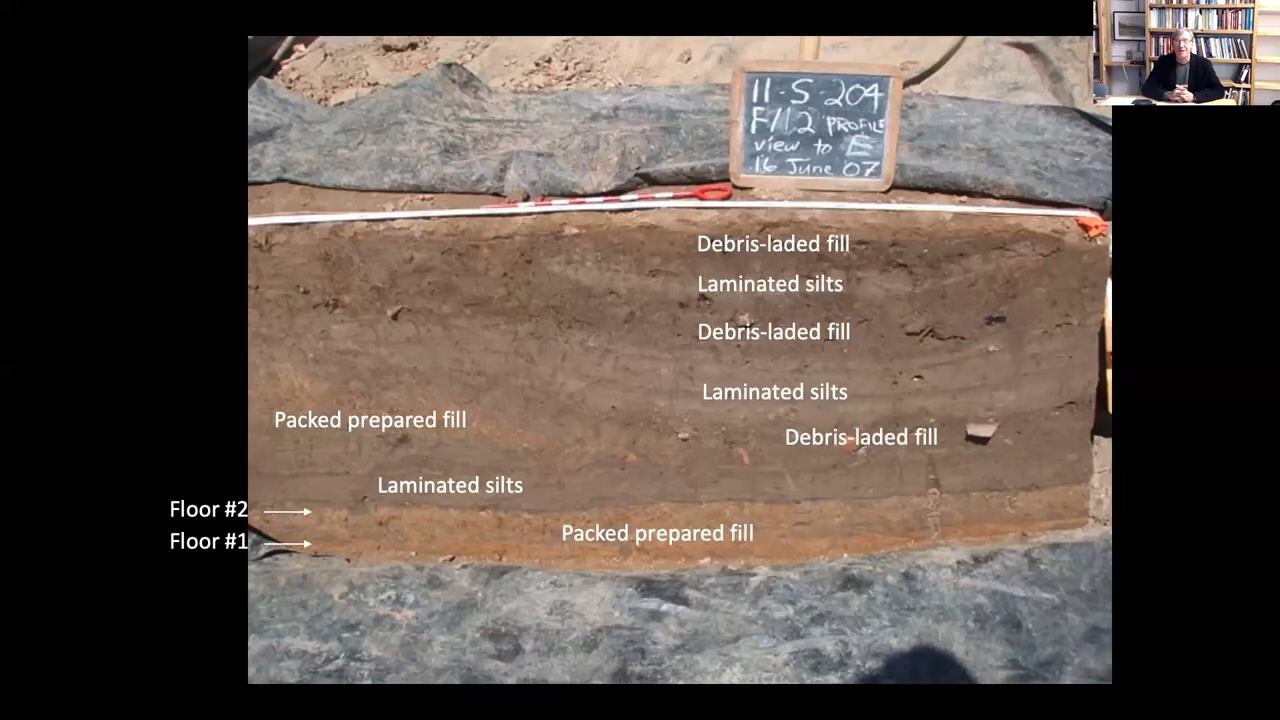 11-S-204
F112 PROFILE
view to E
16 June 07
Debris-laded fill
Laminated silts
Debris-laded fill
Laminated silts
Packed prepared fill
Debris-laded fill
Laminated silts
Floor #2
Packed prepared fill
Floor #1